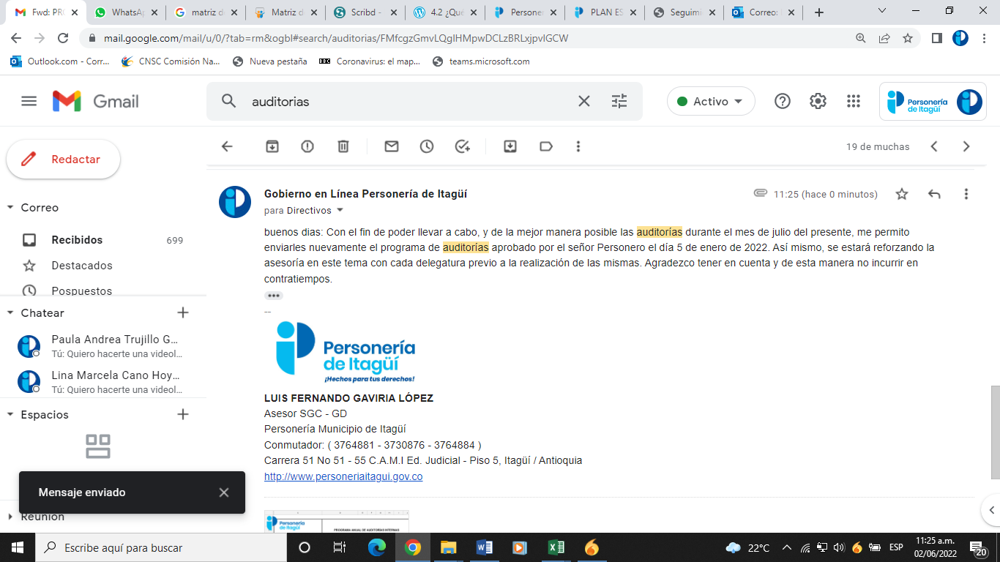 Fwd: PRO
WhatsAp
matriz d
Matriz d
Scribd -
4.2 ¿Qu
Persone
PLAN ES
Seguimi
Correo:
mail.google.com/mail/u/0/?tab=rm&ogbl#search/auditorias/FMfcgzGmvLQgIHMpwDCLzBRLxjpvlGCW
Outlook.com - Corr...
CNSC Comisión Na...
Nueva pestaña
Coronavirus: el map...
teams.microsoft.com
Gmail
auditorias
Activo
Personería
de Itagüí
Redactar
19 de muchas
Correo
Recibidos 699
Destacados
Pospuestos
Chatear
Paula Andrea Trujillo G...
Tú: Quiero hacerte una videol...
Lina Marcela Cano Hoy...
Tú: Quiero hacerte una videol...
Espacios
Mensaje enviado
Reunión
Gobierno en Línea Personería de Itagüí
11:25 (hace 0 minutos)
para Directivos
buenos dias: Con el fin de poder llevar a cabo, y de la mejor manera posible las auditorías durante el mes de julio del presente, me permito
enviarles nuevamente el programa de auditorías aprobado por el señor Personero el día 5 de enero de 2022. Así mismo, se estará reforzando la
asesoría en este tema con cada delegatura previo a la realización de las mismas. Agradezco tener en cuenta y de esta manera no incurrir en
contratiempos.
--
Personería
de Itagüí
¡Hechos para tus derechos!
LUIS FERNANDO GAVIRIA LÓPEZ
Asesor SGC - GD
Personería Municipio de Itagüí
Conmutador: ( 3764881 - 3730876 - 3764884 )
Carrera 51 No 51 - 55 C.A.M.I Ed. Judicial - Piso 5, Itagüí / Antioquia
http://www.personeriaitagui.gov.co
Personería
de Itagüí
PROGRAMA ANUAL DE AUDITORÍAS INTERNAS
Escribe aquí para buscar
22°C
ESP
11:25 a.m.
02/06/2022
20